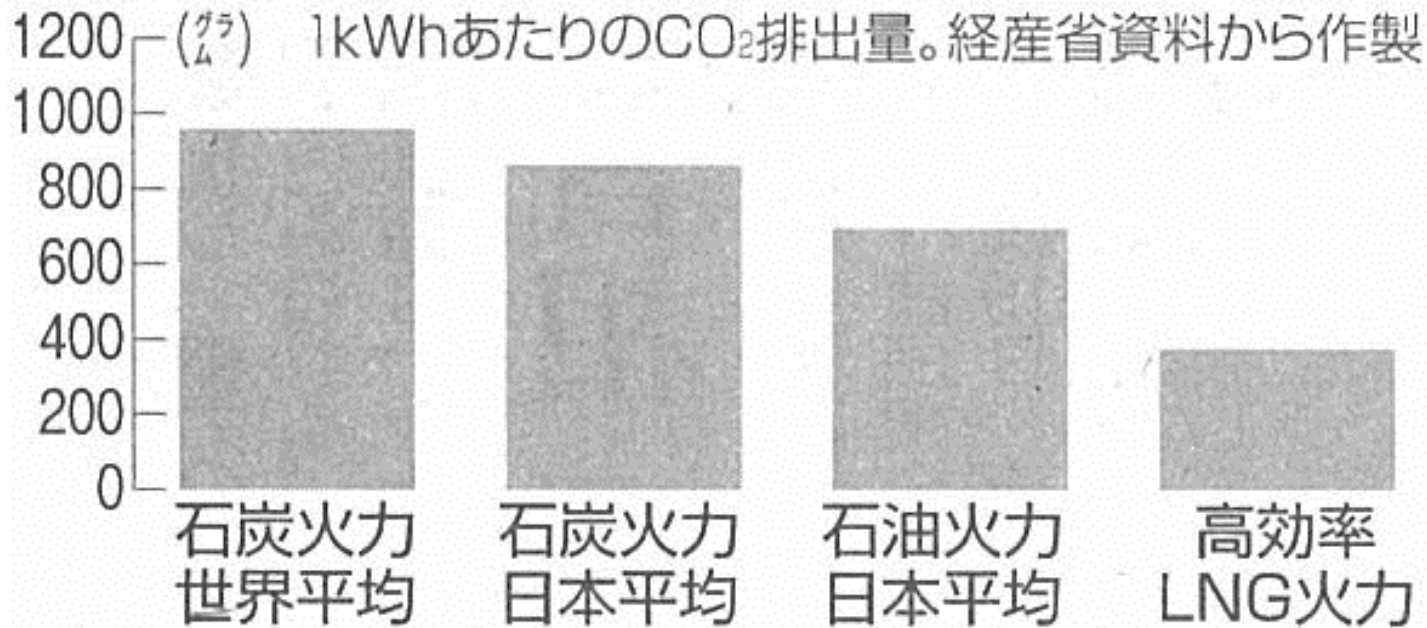 1200 (グラム) 1kWhあたりのCO₂排出量。経産省資料から作製
1000
800
600
400
200
0
石炭火力
世界平均
石炭火力
日本平均
石油火力
日本平均
高効率
LNG火力